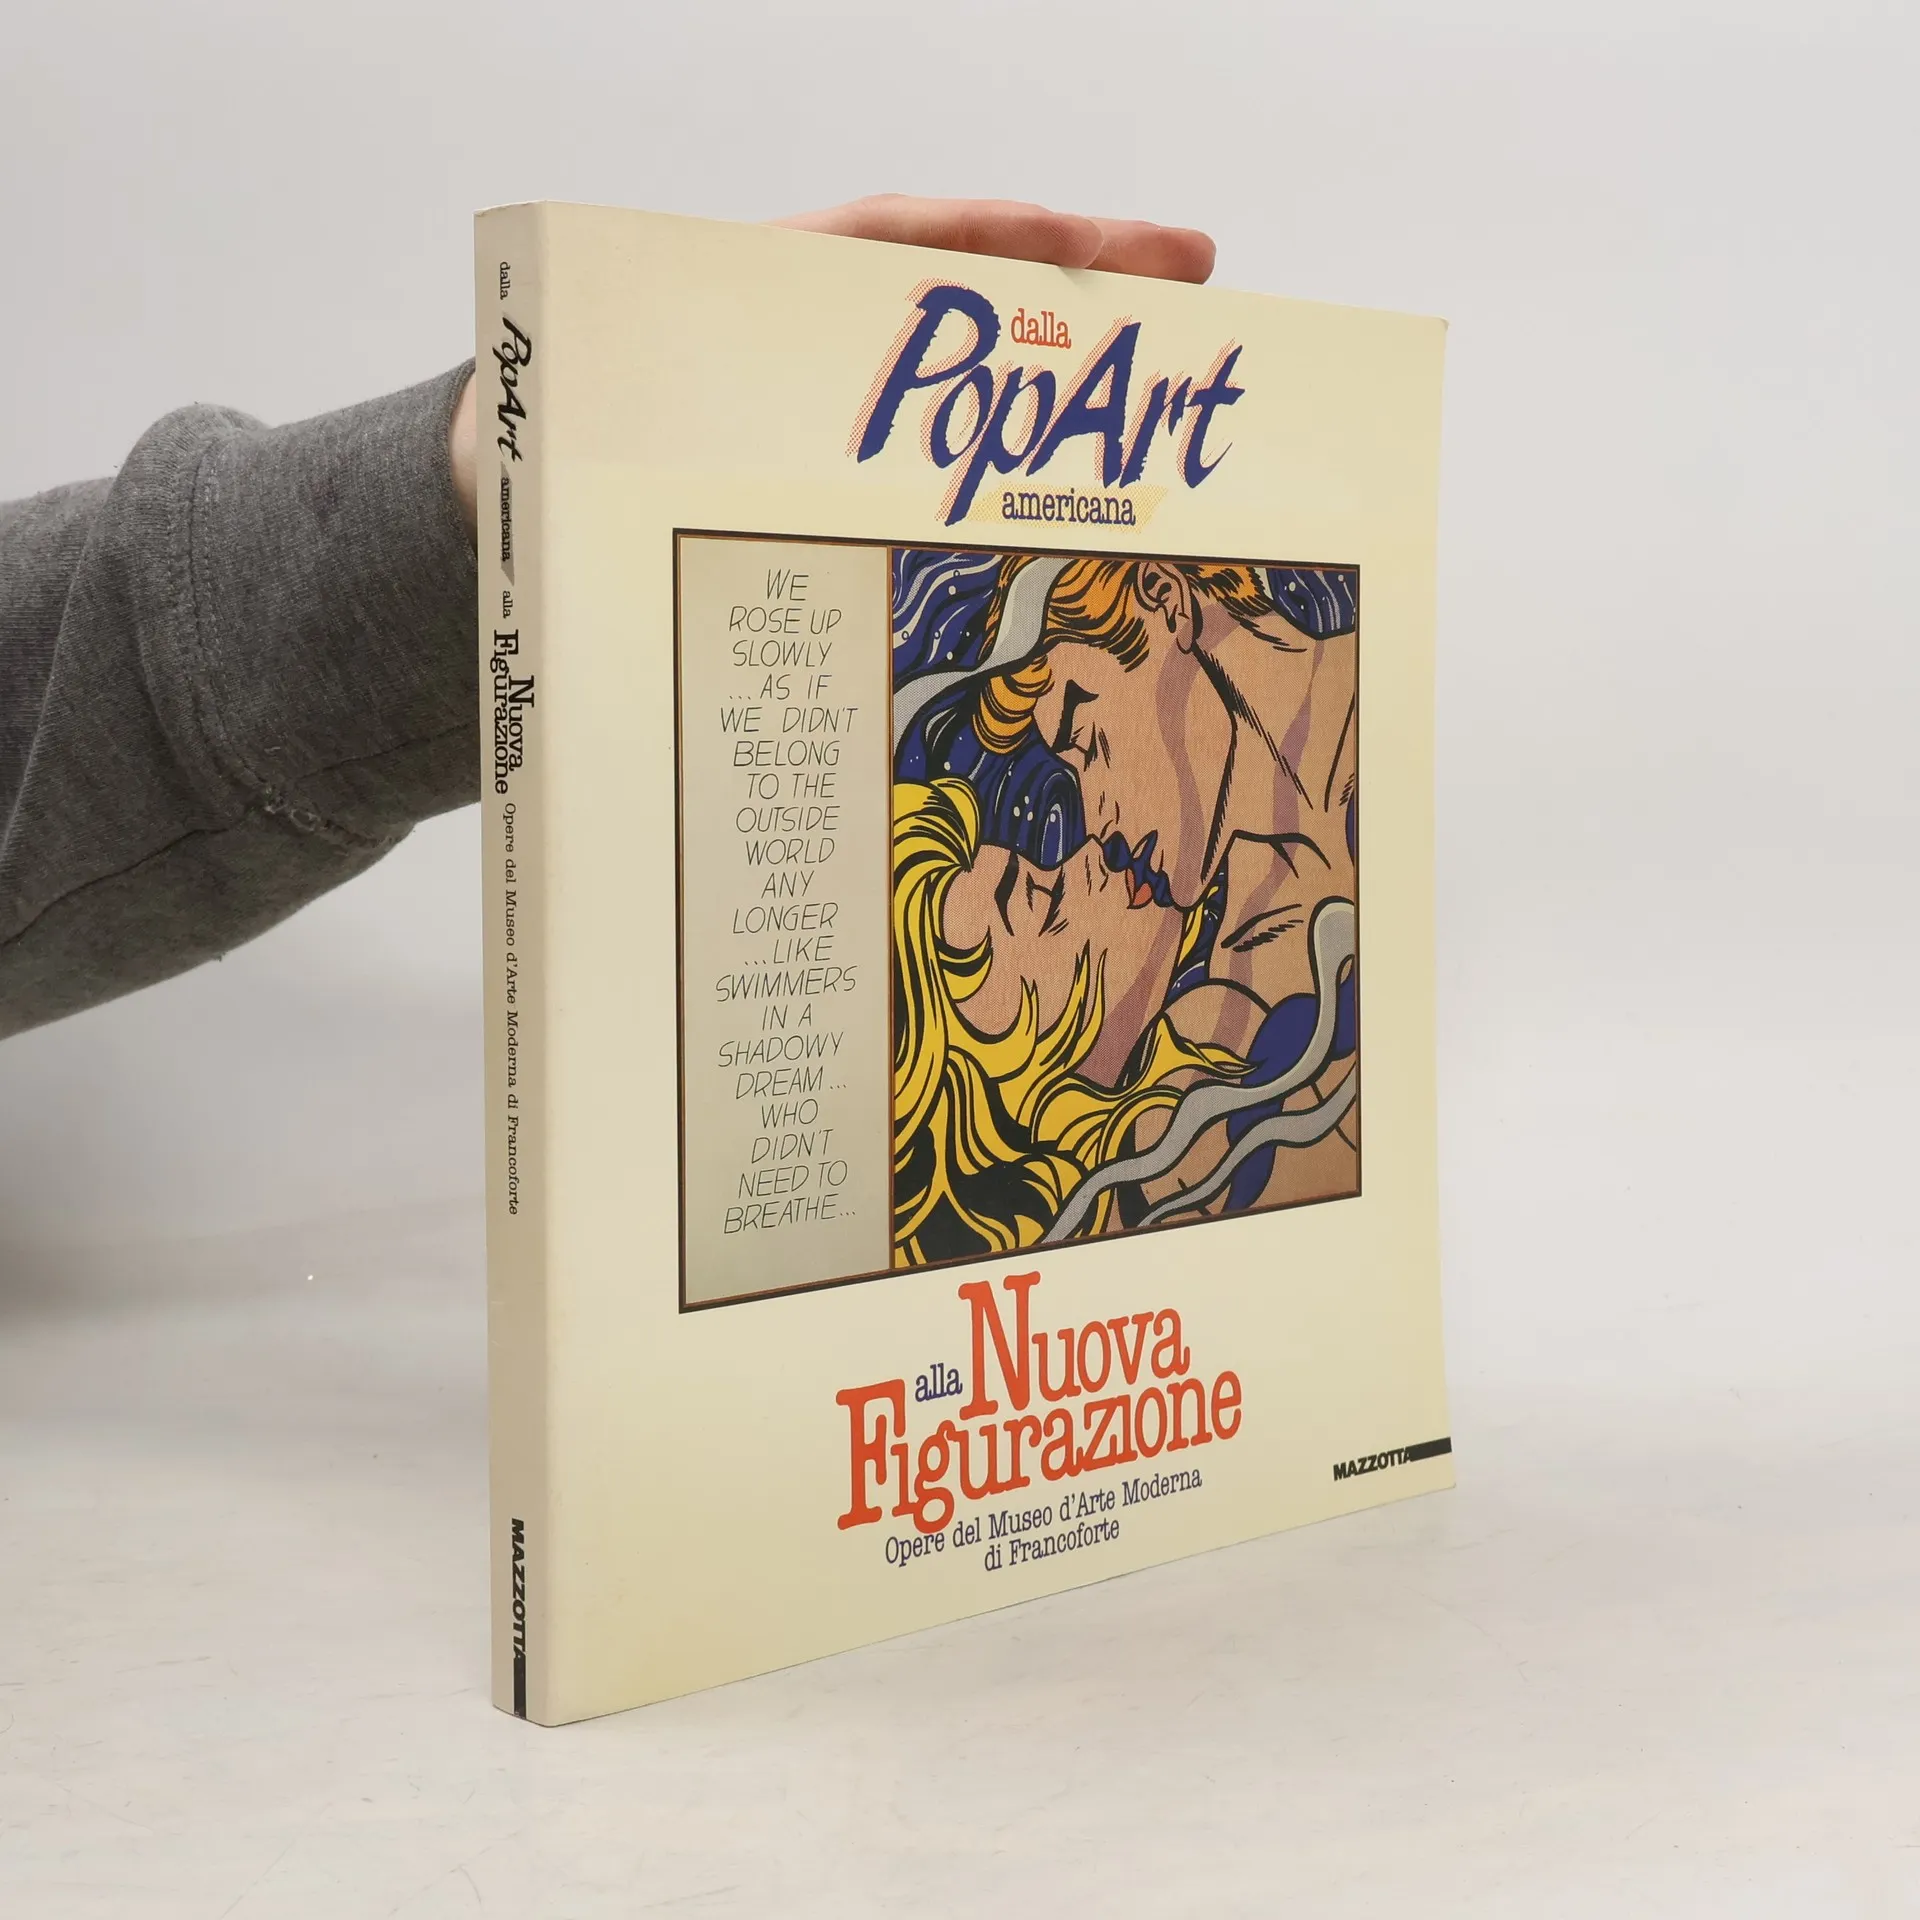 dalla
PopArt
americana
WE
ROSE UP
SLOWLY
...AS IF
WE DIDN'T
BELONG
TO THE
OUTSIDE
WORLD
ANY
LONGER
...LIKE
SWIMMERS
IN A
SHADOWY
DREAM...
WHO
DIDN'T
NEED TO
BREATHE...
alla Nuova
Figurazione
Opere del Museo d'Arte Moderna
di Francoforte
MAZZOTTA
dalla PopArt americana alla Nuova Figurazione Opere del Museo d'Arte Moderna di Francoforte
MAZZOTTA